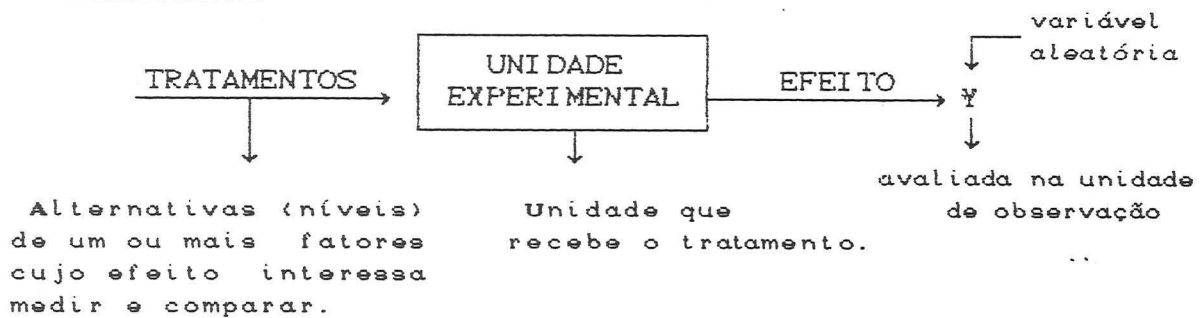 variável
aleatória
TRATAMENTOS
UNIDADE
EXPERIMENTAL
EFEITO
Y
Alternativas (níveis)
de um ou mais fatores
cujo efeito interessa
medir e comparar.
Unidade que
recebe o tratamento.
avaliada na unidade
de observação